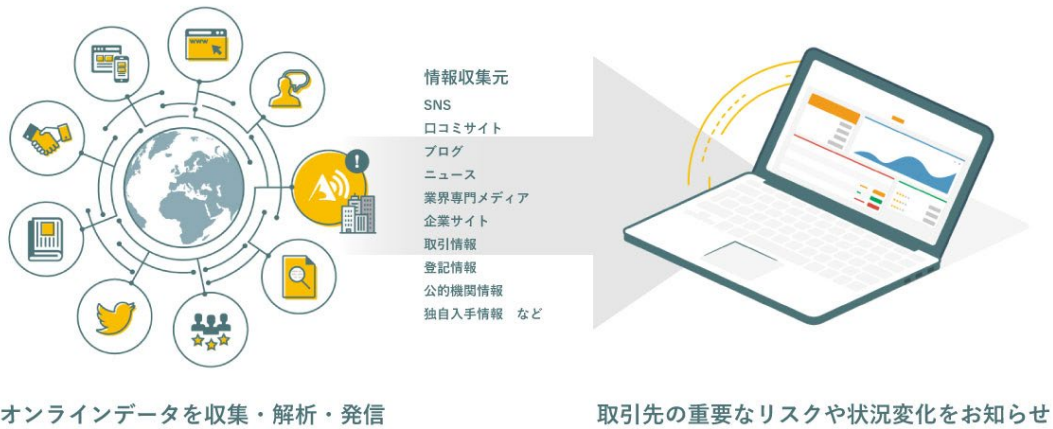 www
!
情報収集元
SNS
口コミサイト
ブログ
ニュース
業界専門メディア
企業サイト
取引情報
登記情報
公的機関情報
独自入手情報　など
オンラインデータを収集・解析・発信
取引先の重要なリスクや状況変化をお知らせ